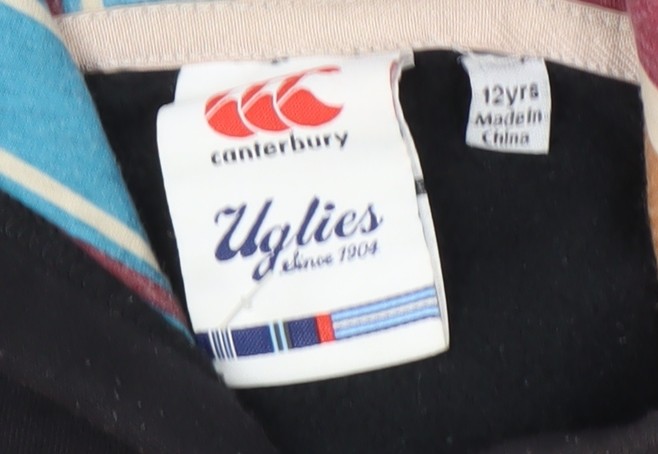 canterbury
Uglies
Since 1904
12yrs
Made in
China